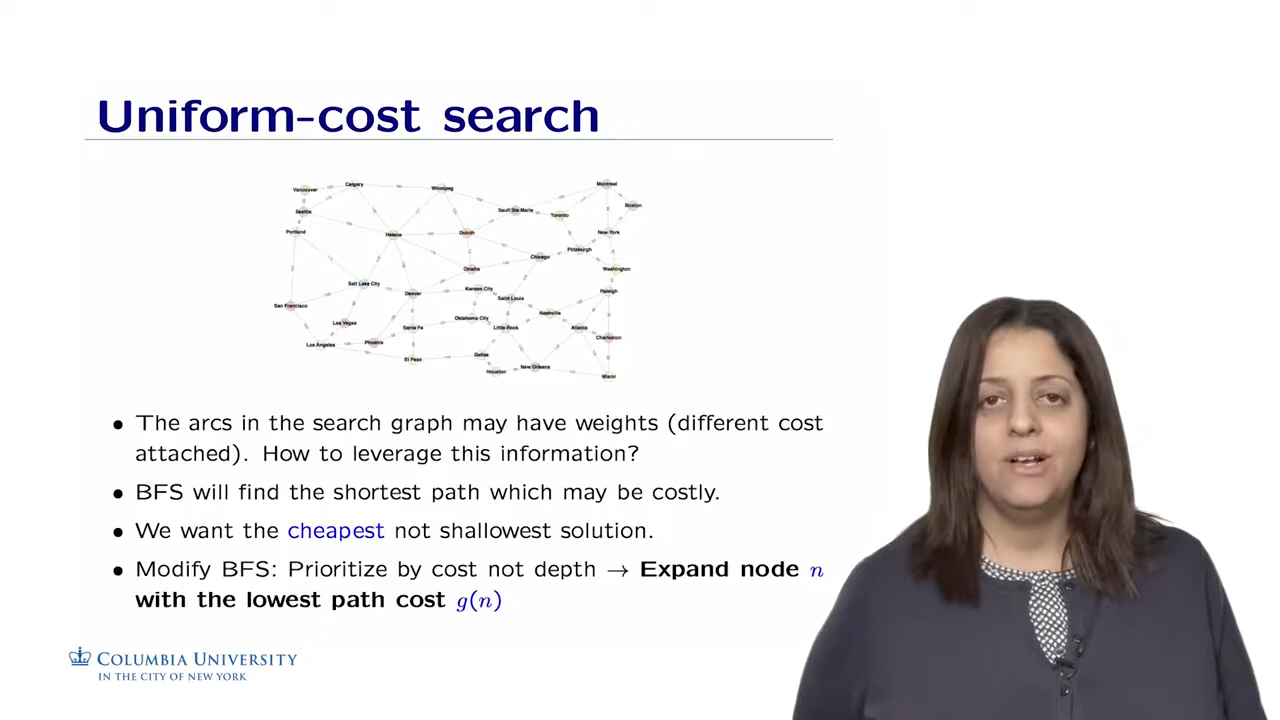 Uniform-cost search
Vancouver
Calgary
Winnipeg
Montreal
Seattle
Sault Ste Marie
Toronto
Boston
Portland
Helena
Duluth
New York
Pittsburgh
Chicago
Omaha
Washington
Salt Lake City
Denver
Kansas City
Raleigh
San Francisco
Saint Louis
Las Vegas
Oklahoma City
Nashville
Santa Fe
Little Rock
Atlanta
Charleston
Los Angeles
Phoenix
El Paso
Dallas
Houston
New Orleans
Miami
• The arcs in the search graph may have weights (different cost
attached). How to leverage this information?
• BFS will find the shortest path which may be costly.
• We want the cheapest not shallowest solution.
• Modify BFS: Prioritize by cost not depth → Expand node n
with the lowest path cost g(n)
COLUMBIA UNIVERSITY
IN THE CITY OF NEW YORK